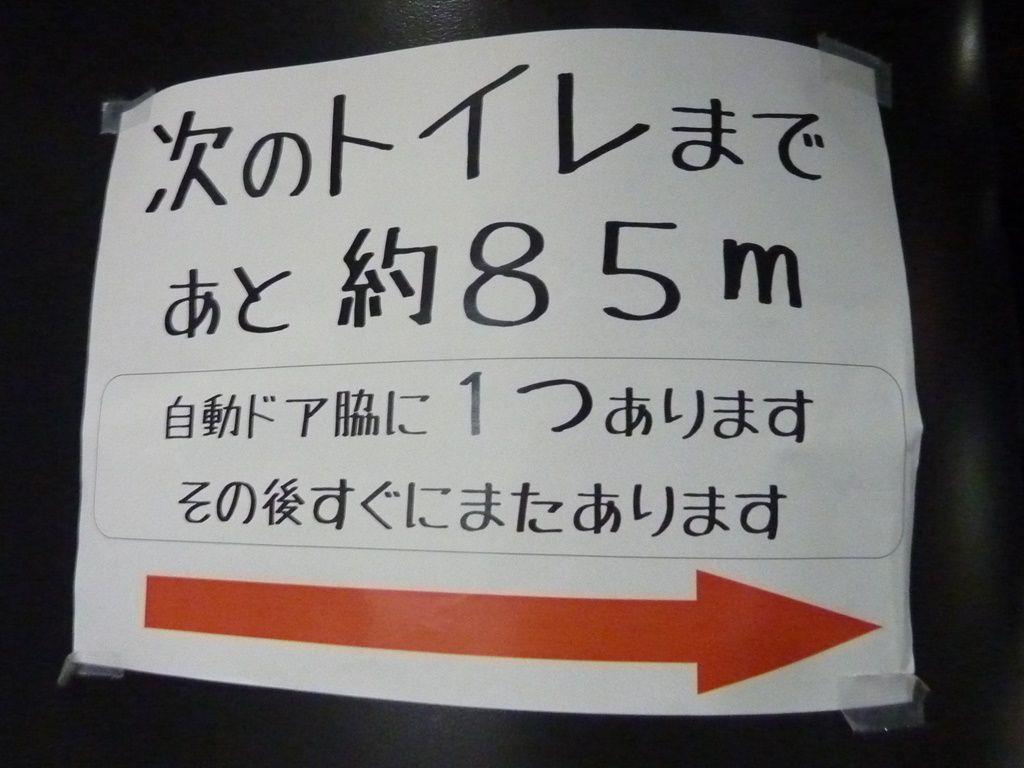 次のトイレまで
あと 約８５ｍ
自動ドア脇に １ つあります
その後すぐにまたあります